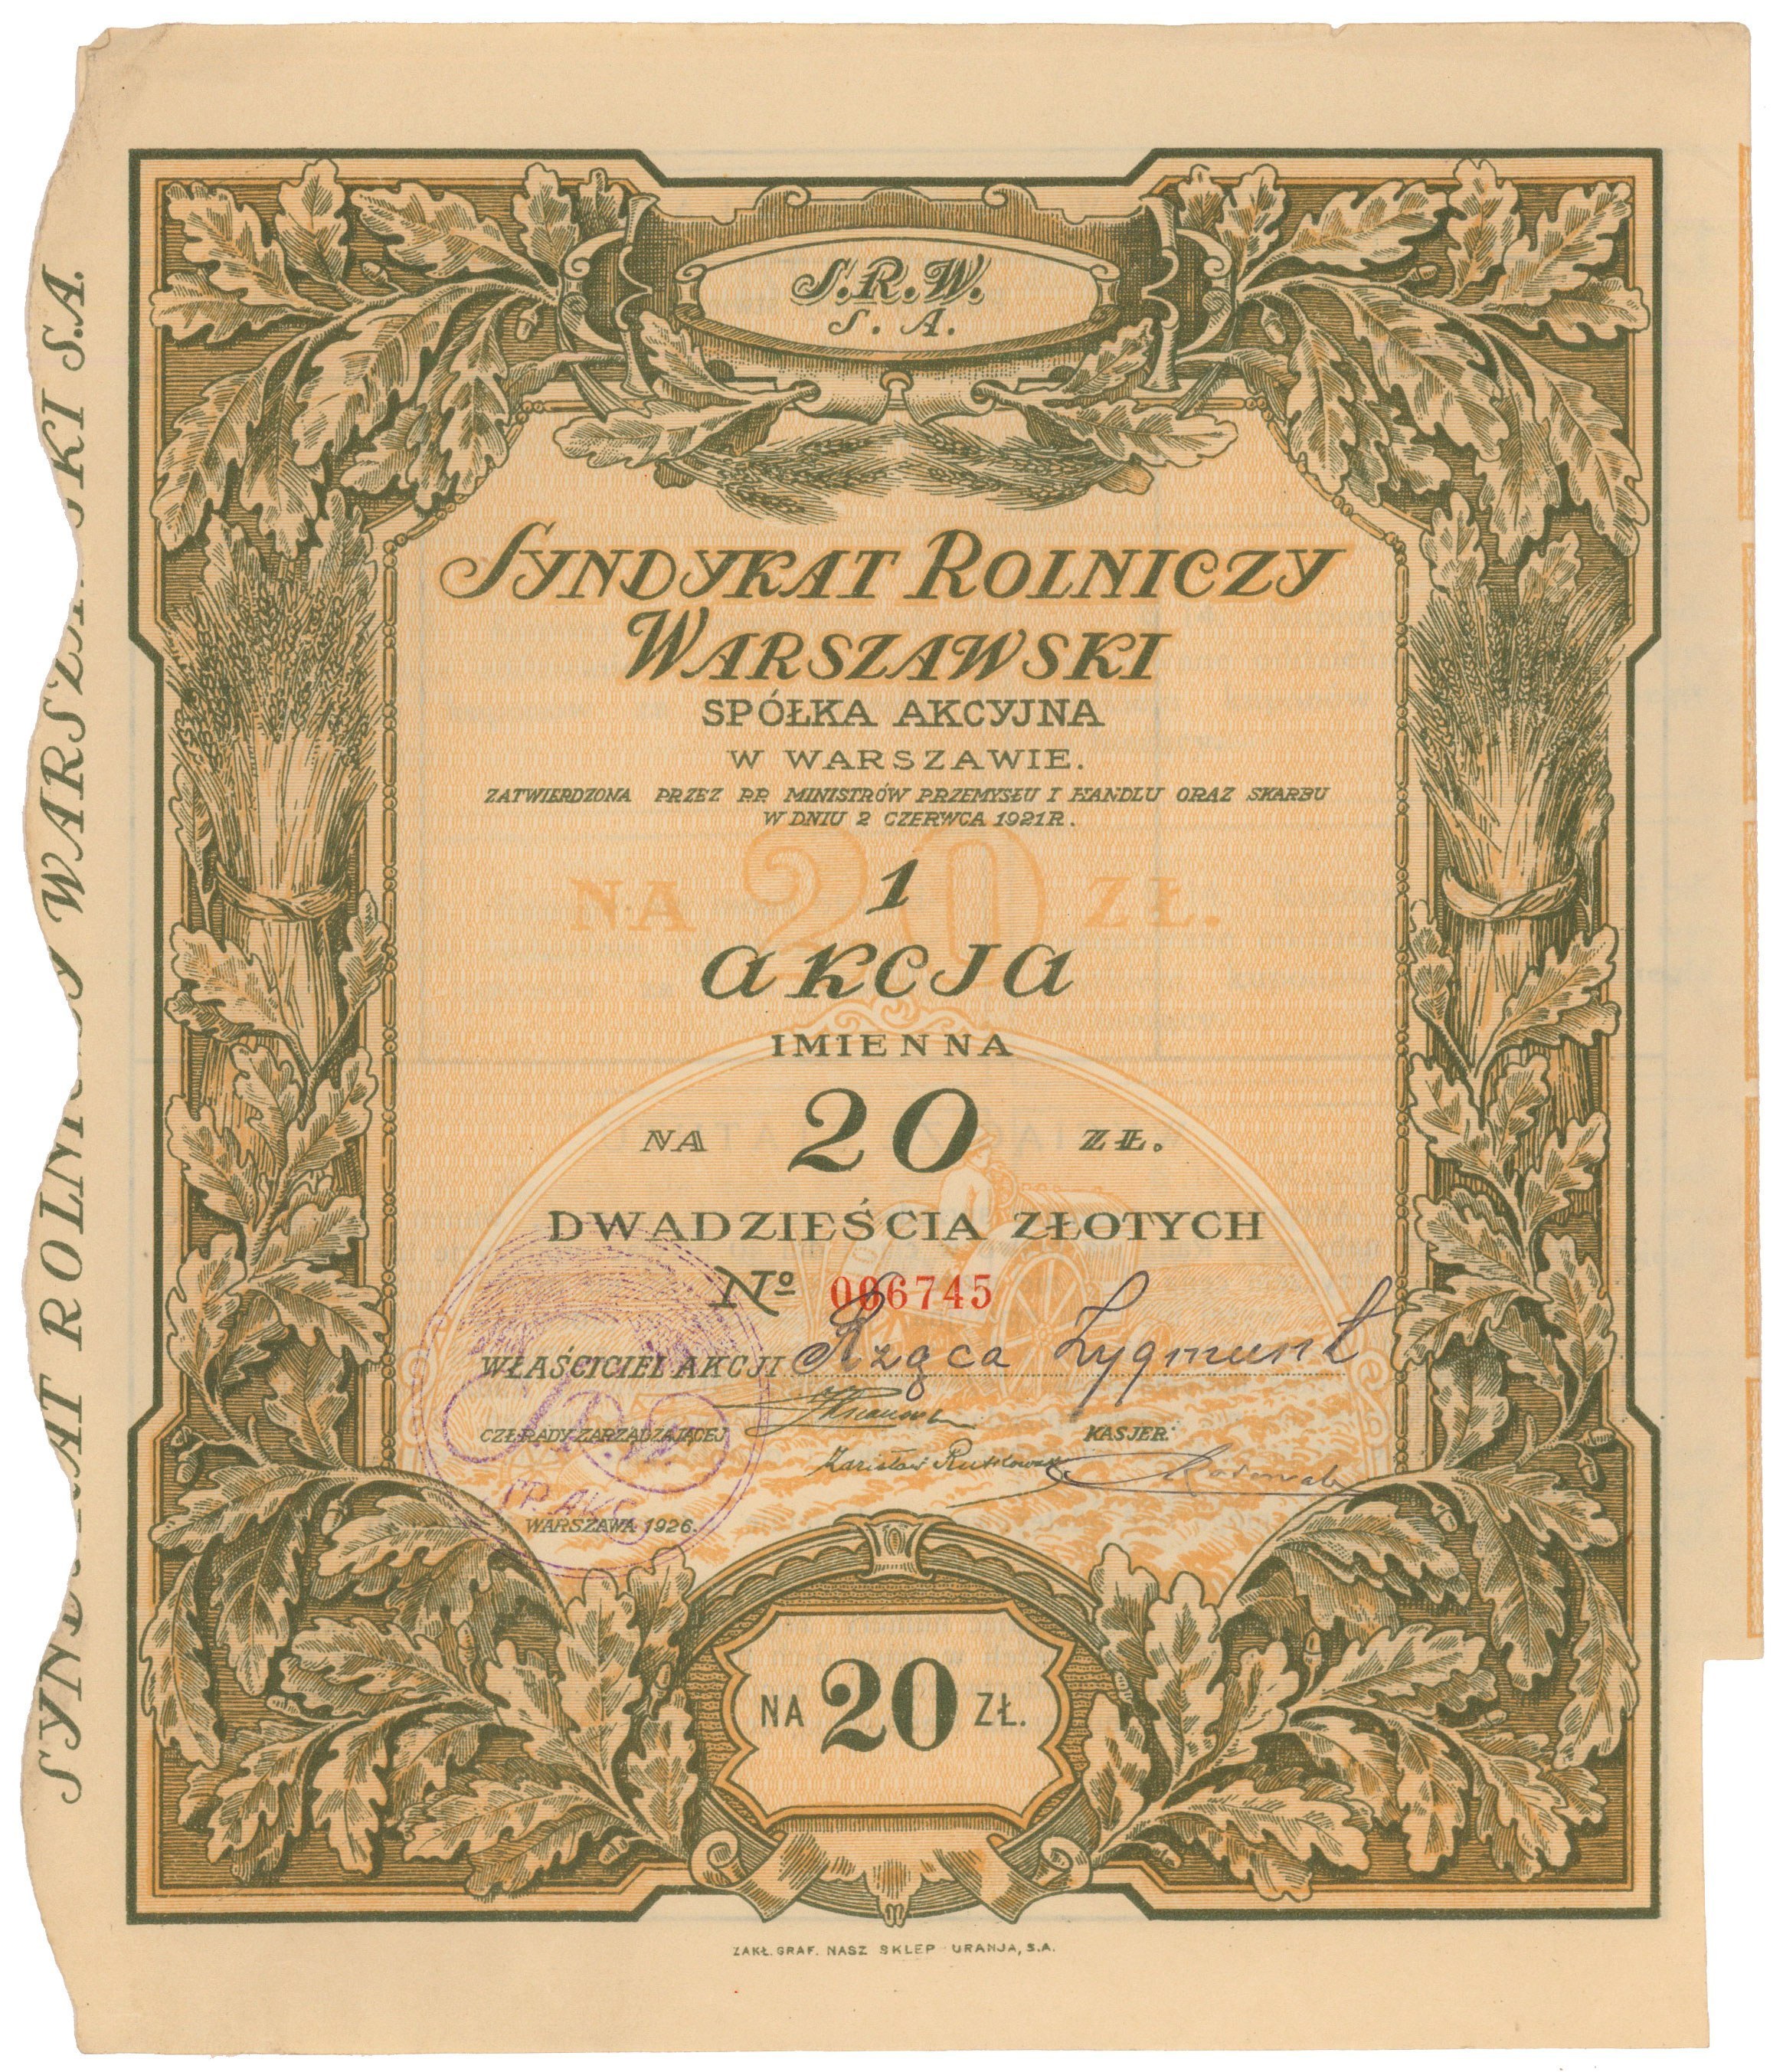 S.R.W.
S. A.
SYNDYKAT ROLNICZY
WARSZAWSKI
SPÓŁKA AKCYJNA
W WARSZAWIE.
ZATWIERDZONA PRZEZ P.P. MINISTRÓW PRZEMYSŁU I HANDLU ORAZ SKARBU
W DNIU 2 CZERWCA 1921 R.
NA 20 ZŁ.
1
AKCJA
IMIENNA
NA 20 ZŁ.
DWADZIEŚCIA ZŁOTYCH
No 006745
WŁAŚCICIEL AKCJI Rząca Zygmunt
CZŁ. RADY ZARZĄDZAJĄCEJ
KASJER:
S.R.W.
SP. AKC.
WARSZAWA 1926.
NA 20 ZŁ.
ZAKŁ. GRAF. NASZ SKLEP - URANJA, S.A.
SYNDYKAT ROLNICZY WARSZAWSKI S.A.